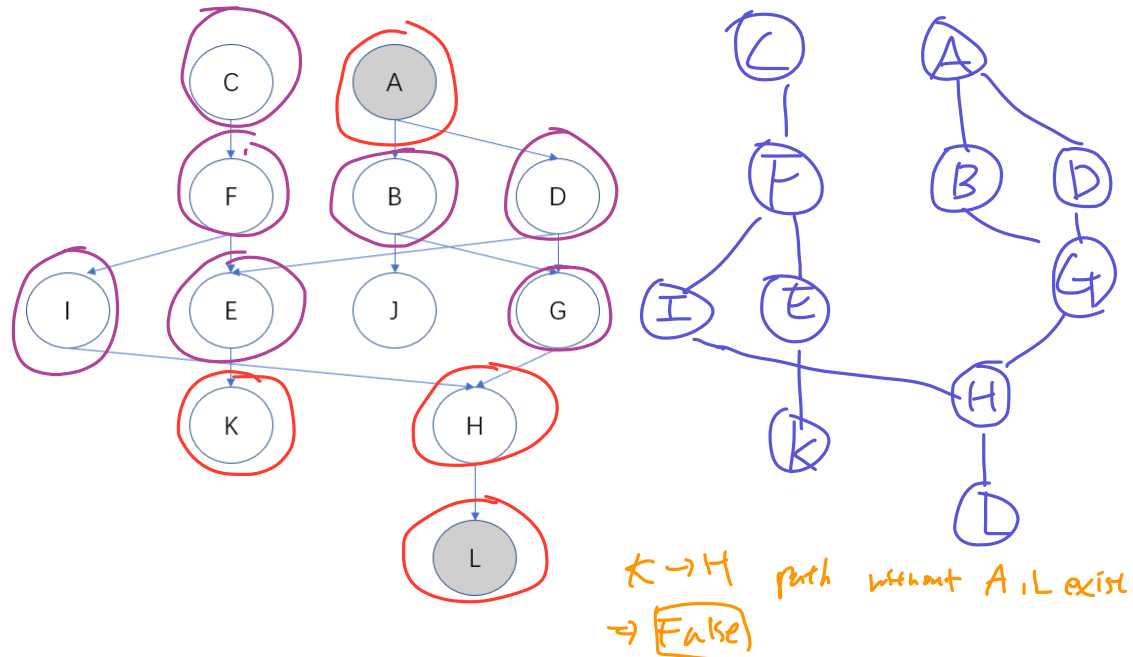 C A
F B D
I E J G
K H
L
C A
F B D
I E G
K H
L
K → H path without A, L exist
→ False